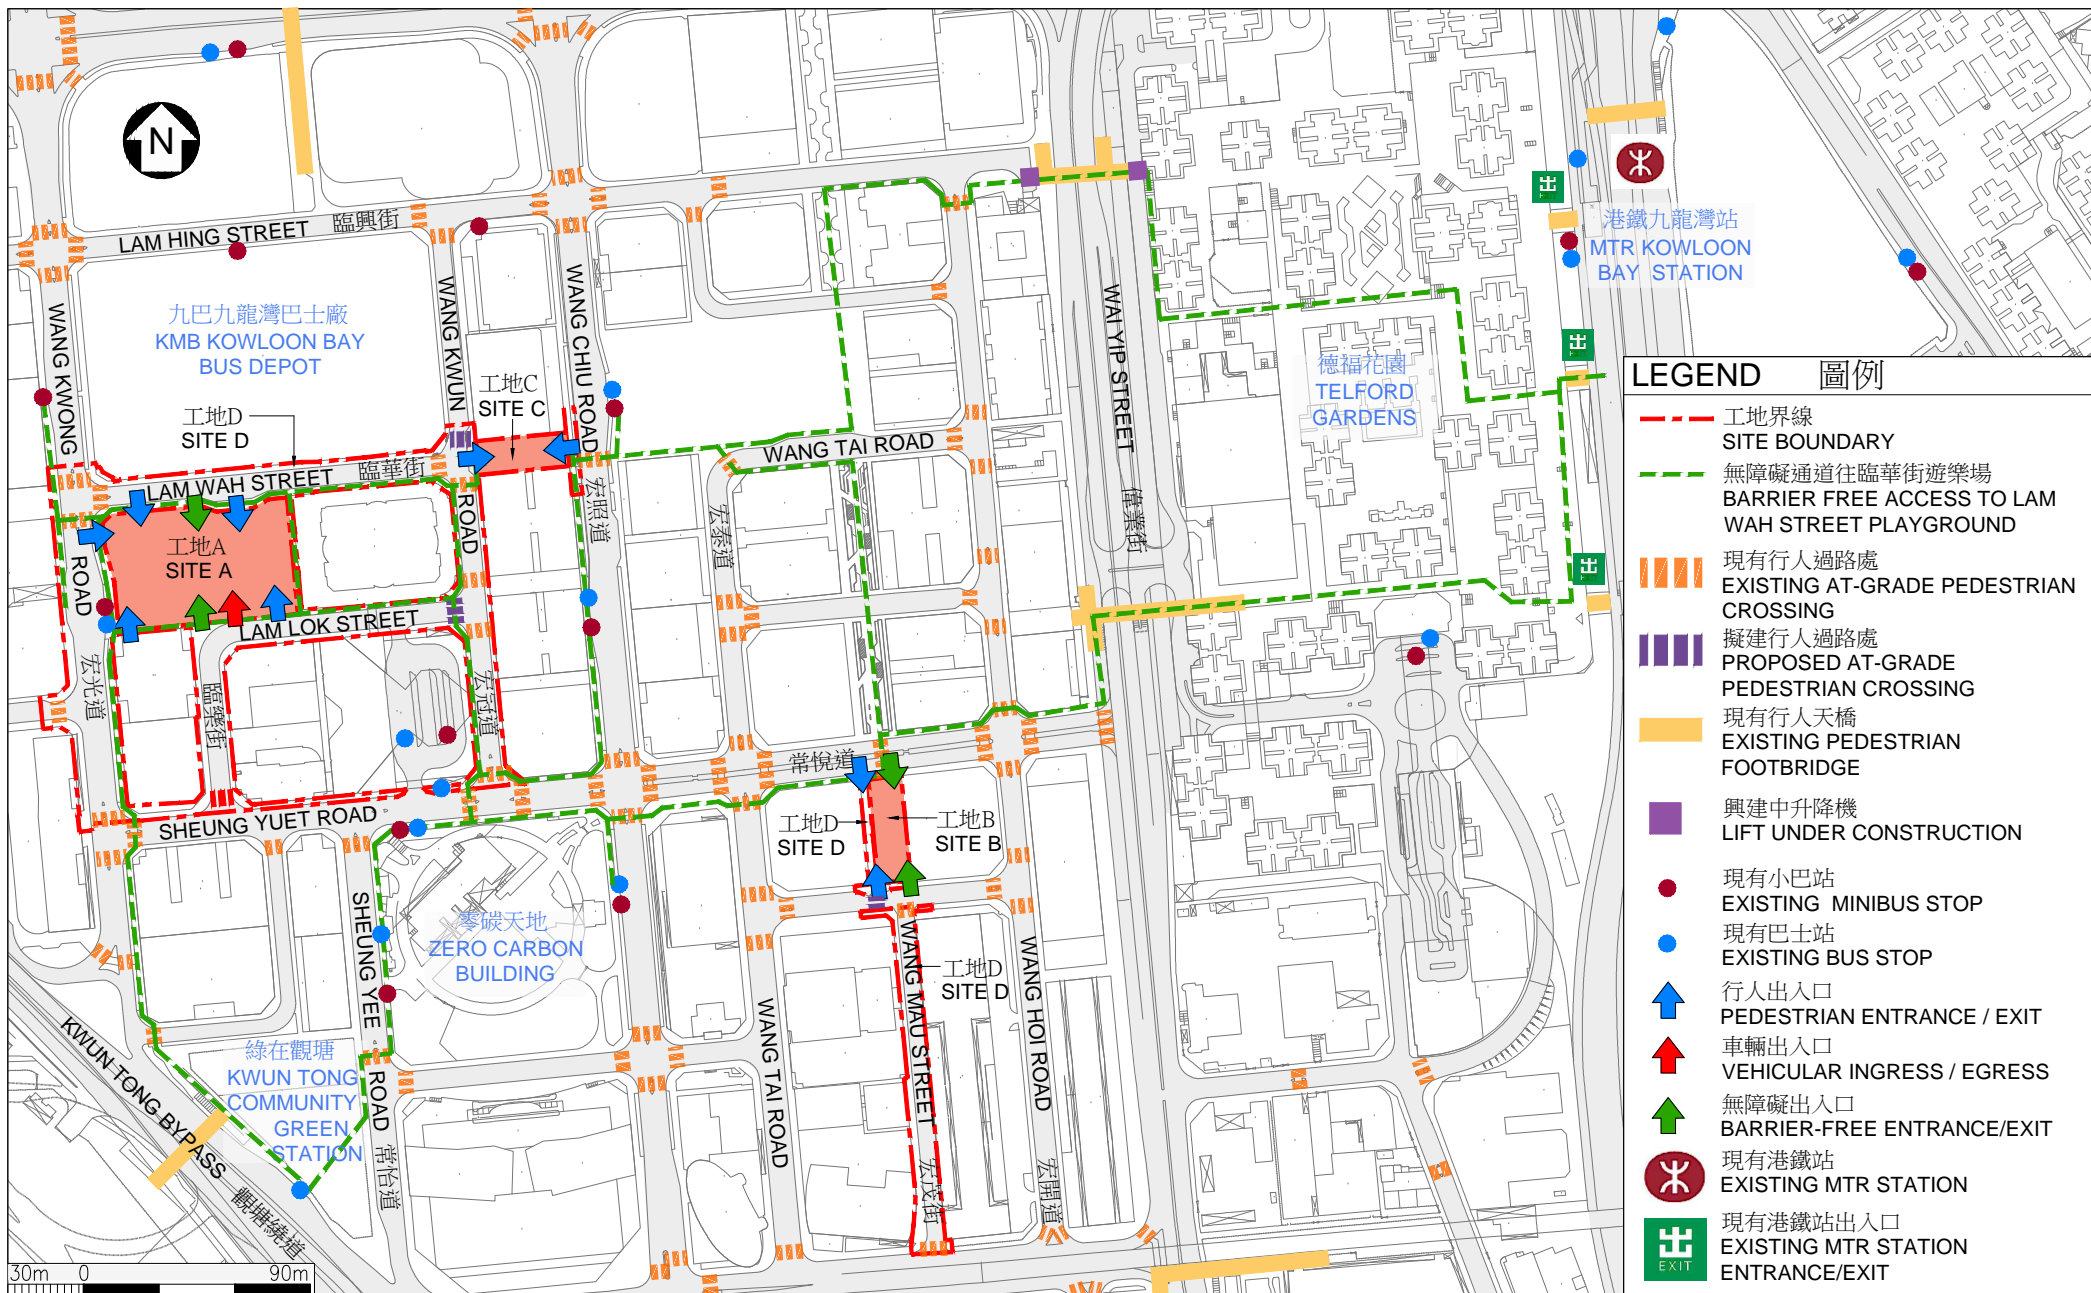 N
臨興街
LAM HING STREET
WANG KWONG
ROAD
宏光道
九巴九龍灣巴士廠
KMB KOWLOON BAY
BUS DEPOT
WANG KWUN
ROAD
宏冠道
WANG CHIU ROAD
宏照道
工地C
SITE C
工地D
SITE D
臨華街
LAM WAH STREET
工地A
SITE A
LAM LOK STREET
臨樂街
WANG TAI ROAD
宏泰道
WAI YIP STREET
偉業街
德福花園
TELFORD
GARDENS
港鐵九龍灣站
MTR KOWLOON
BAY STATION
出
出
出
常悅道
SHEUNG YUET ROAD
工地D
SITE D
工地B
SITE B
零碳天地
ZERO CARBON
BUILDING
SHEUNG YEE
ROAD
常怡道
工地D
SITE D
WANG MAU STREET
宏茂街
WANG HOI ROAD
宏開道
WANG TAI ROAD
綠在觀塘
KWUN TONG
COMMUNITY
GREEN
STATION
KWUN TONG BYPASS
觀塘繞道
30m 0 90m
LEGEND 圖例
工地界線
SITE BOUNDARY
無障礙通道往臨華街遊樂場
BARRIER FREE ACCESS TO LAM
WAH STREET PLAYGROUND
現有行人過路處
EXISTING AT-GRADE PEDESTRIAN
CROSSING
擬建行人過路處
PROPOSED AT-GRADE
PEDESTRIAN CROSSING
現有行人天橋
EXISTING PEDESTRIAN
FOOTBRIDGE
興建中升降機
LIFT UNDER CONSTRUCTION
現有小巴站
EXISTING MINIBUS STOP
現有巴士站
EXISTING BUS STOP
行人出入口
PEDESTRIAN ENTRANCE / EXIT
車輛出入口
VEHICULAR INGRESS / EGRESS
無障礙出入口
BARRIER-FREE ENTRANCE/EXIT
現有港鐵站
EXISTING MTR STATION
現有港鐵站出入口
EXISTING MTR STATION
ENTRANCE/EXIT
出
EXIT